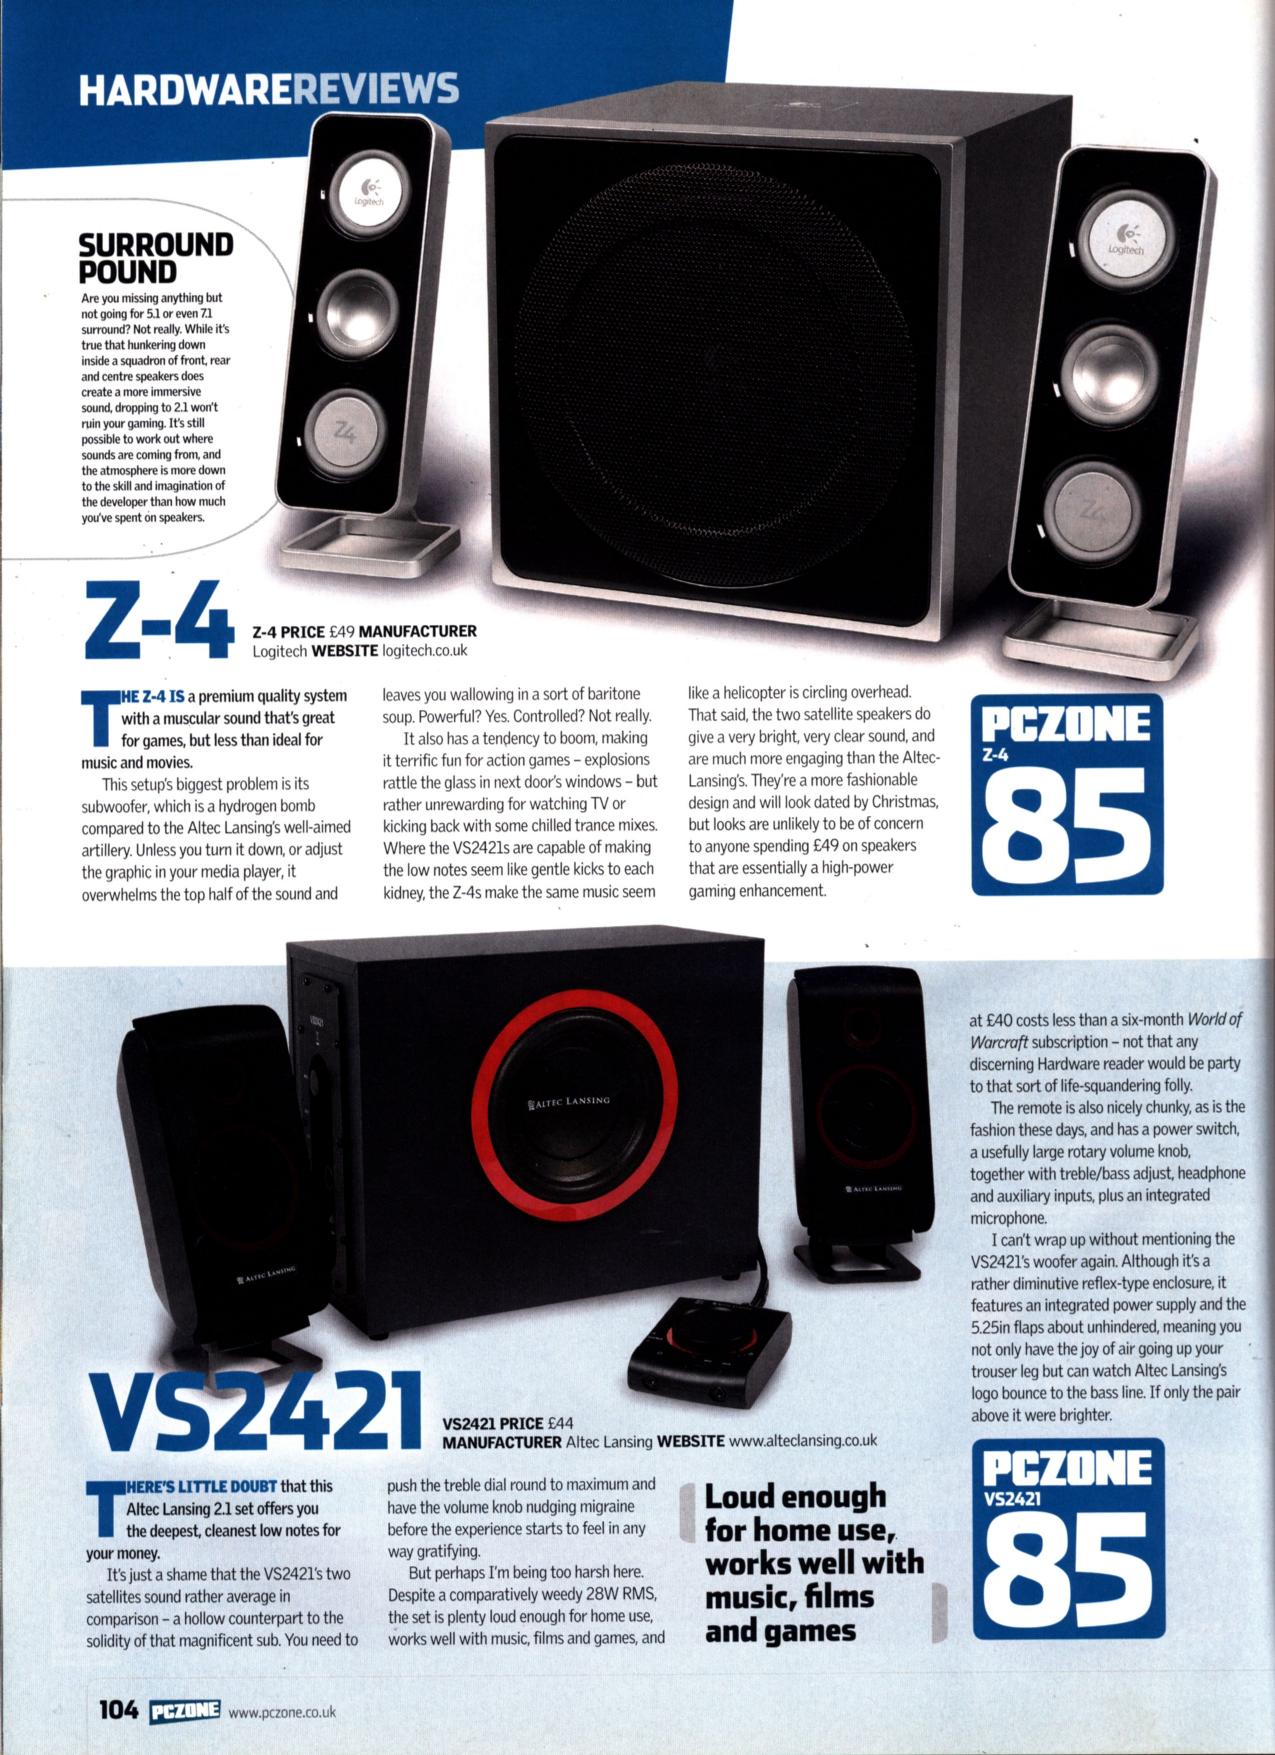 HARDWAREREVIEWS
Logitech
Z4
Logitech
Z4
SURROUND
POUND
Are you missing anything but
not going for 5.1 or even 7.1
surround? Not really. While it's
true that hunkering down
inside a squadron of front, rear
and centre speakers does
create a more immersive
sound, dropping to 2.1 won't
ruin your gaming. It's still
possible to work out where
sounds are coming from, and
the atmosphere is more down
to the skill and imagination of
the developer than how much
you've spent on speakers.
Z-4
Z-4 PRICE £49 MANUFACTURER
Logitech WEBSITE logitech.co.uk
THE Z-4 IS a premium quality system
with a muscular sound that's great
for games, but less than ideal for
music and movies.
This setup's biggest problem is its
subwoofer, which is a hydrogen bomb
compared to the Altec Lansing's well-aimed
artillery. Unless you turn it down, or adjust
the graphic in your media player, it
overwhelms the top half of the sound and
leaves you wallowing in a sort of baritone
soup. Powerful? Yes. Controlled? Not really.
It also has a tendency to boom, making
it terrific fun for action games – explosions
rattle the glass in next door's windows – but
rather unrewarding for watching TV or
kicking back with some chilled trance mixes.
Where the VS2421s are capable of making
the low notes seem like gentle kicks to each
kidney, the Z-4s make the same music seem
like a helicopter is circling overhead.
That said, the two satellite speakers do
give a very bright, very clear sound, and
are much more engaging than the Altec-
Lansing's. They're a more fashionable
design and will look dated by Christmas,
but looks are unlikely to be of concern
to anyone spending £49 on speakers
that are essentially a high-power
gaming enhancement.
PCZONE
Z-4
85
VS2421
ALTEC LANSING
ALTEC LANSING
ALTEC LANSING
VS2421
VS2421 PRICE £44
MANUFACTURER Altec Lansing WEBSITE www.alteclansing.co.uk
THERE'S LITTLE DOUBT that this
Altec Lansing 2.1 set offers you
the deepest, cleanest low notes for
your money.
It's just a shame that the VS2421's two
satellites sound rather average in
comparison – a hollow counterpart to the
solidity of that magnificent sub. You need to
push the treble dial round to maximum and
have the volume knob nudging migraine
before the experience starts to feel in any
way gratifying.
But perhaps I'm being too harsh here.
Despite a comparatively weedy 28W RMS,
the set is plenty loud enough for home use,
works well with music, films and games, and
at £40 costs less than a six-month World of
Warcraft subscription – not that any
discerning Hardware reader would be party
to that sort of life-squandering folly.
The remote is also nicely chunky, as is the
fashion these days, and has a power switch,
a usefully large rotary volume knob,
together with treble/bass adjust, headphone
and auxiliary inputs, plus an integrated
microphone.
I can't wrap up without mentioning the
VS2421's woofer again. Although it's a
rather diminutive reflex-type enclosure, it
features an integrated power supply and the
5.25in flaps about unhindered, meaning you
not only have the joy of air going up your
trouser leg but can watch Altec Lansing's
logo bounce to the bass line. If only the pair
above it were brighter.
Loud enough
for home use,
works well with
music, films
and games
PCZONE
VS2421
85
104 PCZONE www.pczone.co.uk